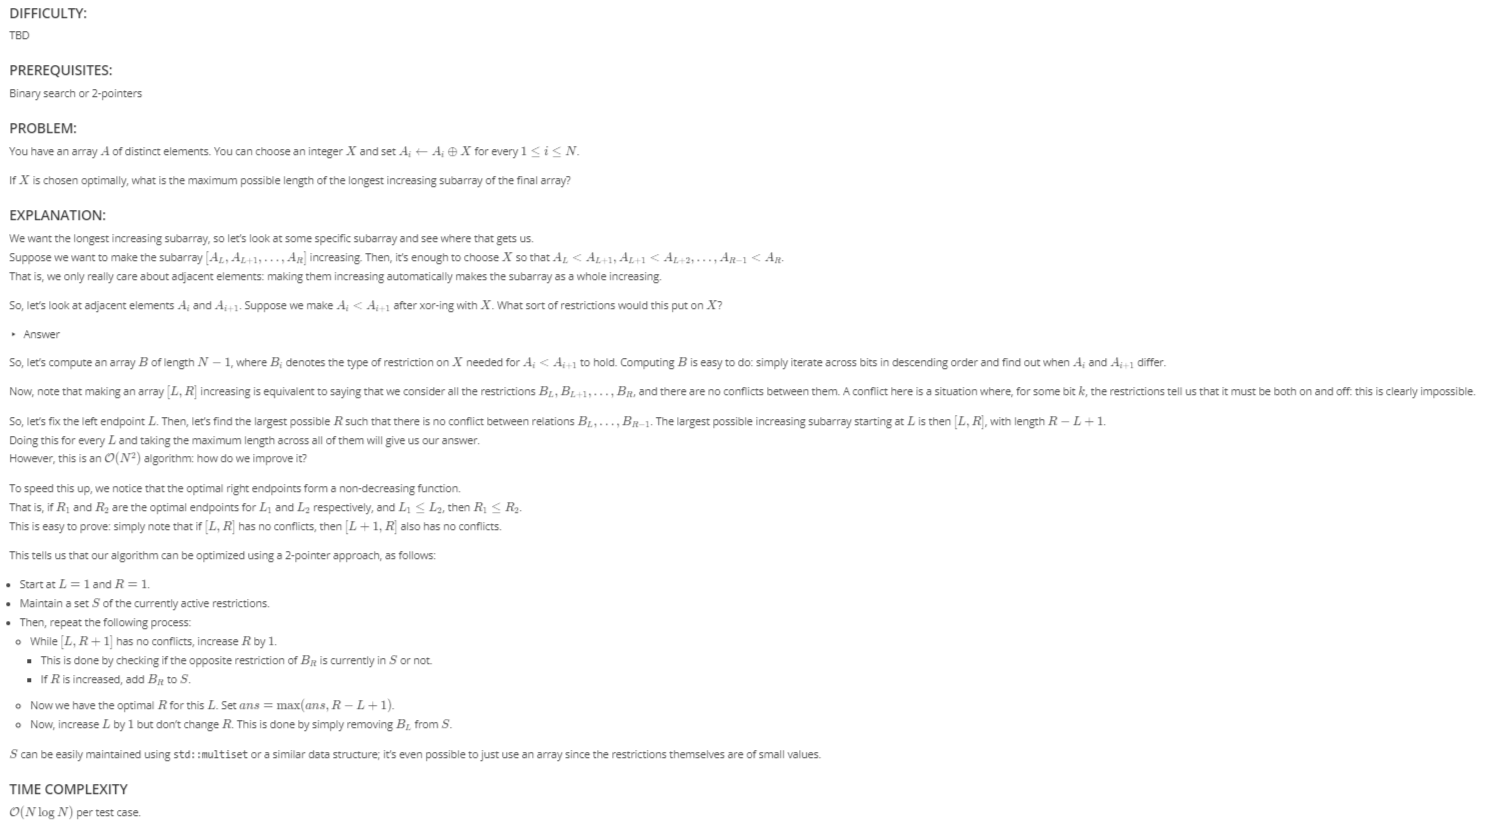 DIFFICULTY:
TBD
PREREQUISITES:
Binary search or 2-pointers
PROBLEM:
You have an array A of distinct elements. You can choose an integer X and set A_i ← A_i ⊕ X for every 1 ≤ i ≤ N.
If X is chosen optimally, what is the maximum possible length of the longest increasing subarray of the final array?
EXPLANATION:
We want the longest increasing subarray, so let's look at some specific subarray and see where that gets us.
Suppose we want to make the subarray [A_L, A_{L+1}, . . . , A_R] increasing. Then, it's enough to choose X so that A_L < A_{L+1}, A_{L+1} < A_{L+2}, . . . , A_{R−1} < A_R.
That is, we only really care about adjacent elements: making them increasing automatically makes the subarray as a whole increasing.
So, let's look at adjacent elements A_i and A_{i+1}. Suppose we make A_i < A_{i+1} after xor-ing with X. What sort of restrictions would this put on X?
▸ Answer
So, let's compute an array B of length N − 1, where B_i denotes the type of restriction on X needed for A_i < A_{i+1} to hold. Computing B is easy to do: simply iterate across bits in descending order and find out when A_i and A_{i+1} differ.
Now, note that making an array [L, R] increasing is equivalent to saying that we consider all the restrictions B_L, B_{L+1}, . . . , B_R, and there are no conflicts between them. A conflict here is a situation where, for some bit k, the restrictions tell us that it must be both on and off: this is clearly impossible.
So, let's fix the left endpoint L. Then, let's find the largest possible R such that there is no conflict between relations B_L, . . . , B_{R−1}. The largest possible increasing subarray starting at L is then [L, R], with length R − L + 1.
Doing this for every L and taking the maximum length across all of them will give us our answer.
However, this is an O(N²) algorithm: how do we improve it?
To speed this up, we notice that the optimal right endpoints form a non-decreasing function.
That is, if R_1 and R_2 are the optimal endpoints for L_1 and L_2 respectively, and L_1 ≤ L_2, then R_1 ≤ R_2.
This is easy to prove: simply note that if [L, R] has no conflicts, then [L + 1, R] also has no conflicts.
This tells us that our algorithm can be optimized using a 2-pointer approach, as follows:
• Start at L = 1 and R = 1.
• Maintain a set S of the currently active restrictions.
• Then, repeat the following process:
○ While [L, R + 1] has no conflicts, increase R by 1.
▪ This is done by checking if the opposite restriction of B_R is currently in S or not.
▪ If R is increased, add B_R to S.
○ Now we have the optimal R for this L. Set ans = max(ans, R − L + 1).
○ Now, increase L by 1 but don't change R. This is done by simply removing B_L from S.
S can be easily maintained using std::multiset or a similar data structure; it's even possible to just use an array since the restrictions themselves are of small values.
TIME COMPLEXITY
O(N log N) per test case.